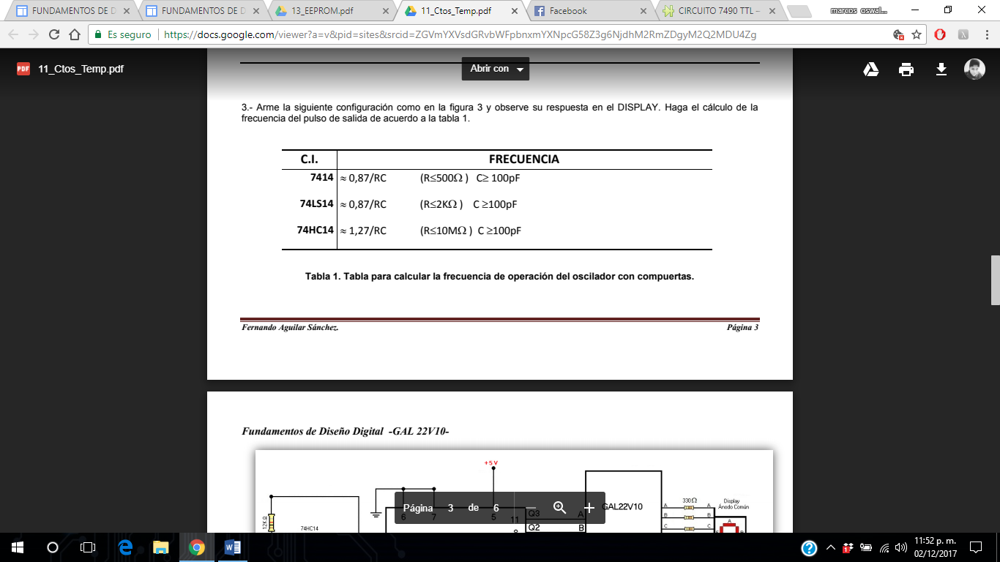 FUNDAMENTOS DE D
FUNDAMENTOS DE D
13_EEPROM.pdf
11_Ctos_Temp.pdf
Facebook
CIRCUITO 7490 TTL –
marcos oswal...
Es seguro
https://docs.google.com/viewer?a=v&pid=sites&srcid=ZGVmYXVsdGRvbWFpbnxmYXNpcG58Z3g6NjdhM2RmZDgyM2Q2MDU4Zg
PDF 11_Ctos_Temp.pdf
Abrir con
3.- Arme la siguiente configuración como en la figura 3 y observe su respuesta en el DISPLAY. Haga el cálculo de la
frecuencia del pulso de salida de acuerdo a la tabla 1.
C.I. FRECUENCIA
7414 ≈ 0,87/RC (R≤500Ω ) C≥ 100pF
74LS14 ≈ 0,87/RC (R≤2KΩ ) C ≥100pF
74HC14 ≈ 1,27/RC (R≤10MΩ ) C ≥100pF
Tabla 1. Tabla para calcular la frecuencia de operación del oscilador con compuertas.
Fernando Aguilar Sánchez. Página 3
Fundamentos de Diseño Digital -GAL 22V10-
+5 V
12KΩ
74HC14
6 7 5 11
Q3 A
Q2 B
GAL22V10
330Ω
A A
B B
C C
Display
Ánodo Común
A
Página 3 de 6
11:52 p. m.
02/12/2017